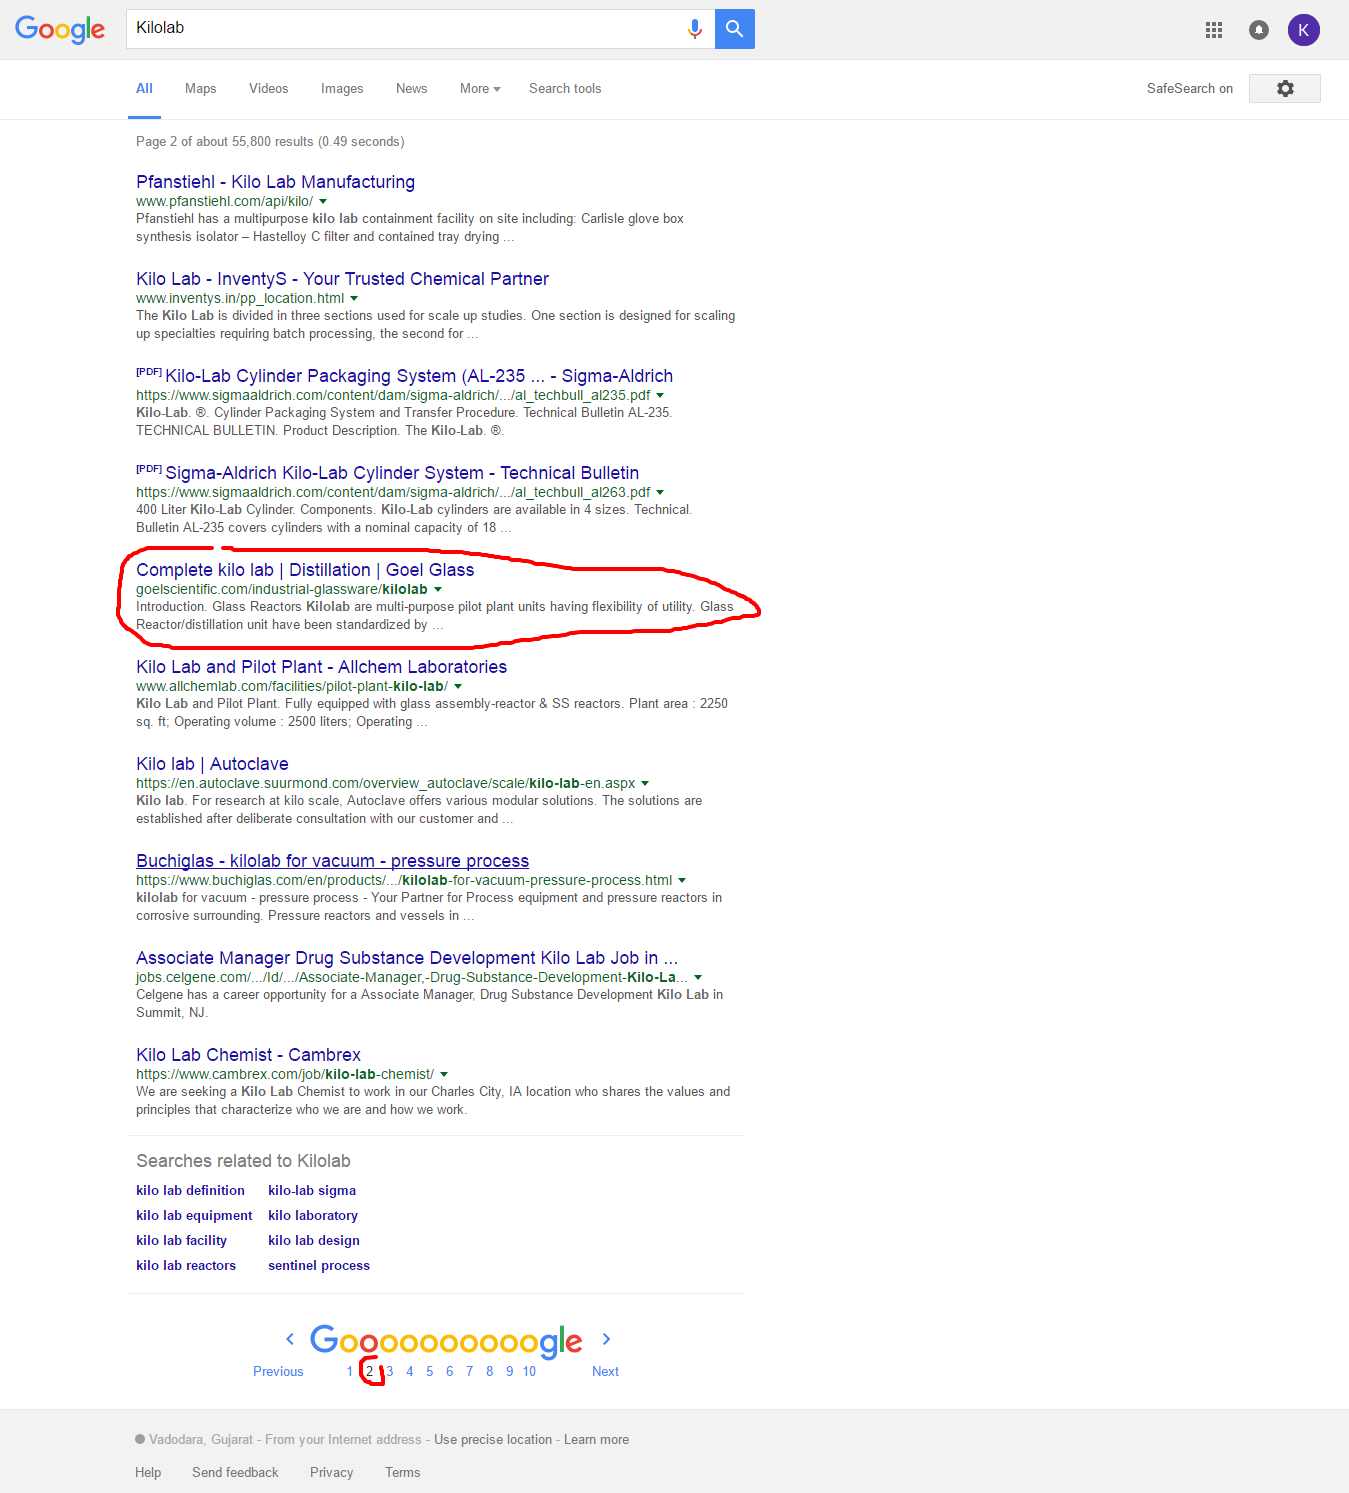 Google
Kilolab
K
All Maps Videos Images News More Search tools
SafeSearch on
Page 2 of about 55,800 results (0.49 seconds)
Pfanstiehl - Kilo Lab Manufacturing
www.pfanstiehl.com/api/kilo/
Pfanstiehl has a multipurpose kilo lab containment facility on site including: Carlisle glove box
synthesis isolator – Hastelloy C filter and contained tray drying ...
Kilo Lab - InventyS - Your Trusted Chemical Partner
www.inventys.in/pp_location.html
The Kilo Lab is divided in three sections used for scale up studies. One section is designed for scaling
up specialties requiring batch processing, the second for ...
[PDF] Kilo-Lab Cylinder Packaging System (AL-235 ... - Sigma-Aldrich
https://www.sigmaaldrich.com/content/dam/sigma-aldrich/.../al_techbull_al235.pdf
Kilo-Lab. ®. Cylinder Packaging System and Transfer Procedure. Technical Bulletin AL-235.
TECHNICAL BULLETIN. Product Description. The Kilo-Lab. ®.
[PDF] Sigma-Aldrich Kilo-Lab Cylinder System - Technical Bulletin
https://www.sigmaaldrich.com/content/dam/sigma-aldrich/.../al_techbull_al263.pdf
400 Liter Kilo-Lab Cylinder. Components. Kilo-Lab cylinders are available in 4 sizes. Technical.
Bulletin AL-235 covers cylinders with a nominal capacity of 18 ...
Complete kilo lab | Distillation | Goel Glass
goelscientific.com/industrial-glassware/kilolab
Introduction. Glass Reactors Kilolab are multi-purpose pilot plant units having flexibility of utility. Glass
Reactor/distillation unit have been standardized by ...
Kilo Lab and Pilot Plant - Allchem Laboratories
www.allchemlab.com/facilities/pilot-plant-kilo-lab/
Kilo Lab and Pilot Plant. Fully equipped with glass assembly-reactor & SS reactors. Plant area : 2250
sq. ft; Operating volume : 2500 liters; Operating ...
Kilo lab | Autoclave
https://en.autoclave.suurmond.com/overview_autoclave/scale/kilo-lab-en.aspx
Kilo lab. For research at kilo scale, Autoclave offers various modular solutions. The solutions are
established after deliberate consultation with our customer and ...
Buchiglas - kilolab for vacuum - pressure process
https://www.buchiglas.com/en/products/.../kilolab-for-vacuum-pressure-process.html
kilolab for vacuum - pressure process - Your Partner for Process equipment and pressure reactors in
corrosive surrounding. Pressure reactors and vessels in ...
Associate Manager Drug Substance Development Kilo Lab Job in ...
jobs.celgene.com/.../Id/.../Associate-Manager,-Drug-Substance-Development-Kilo-La...
Celgene has a career opportunity for a Associate Manager, Drug Substance Development Kilo Lab in
Summit, NJ.
Kilo Lab Chemist - Cambrex
https://www.cambrex.com/job/kilo-lab-chemist/
We are seeking a Kilo Lab Chemist to work in our Charles City, IA location who shares the values and
principles that characterize who we are and how we work.
Searches related to Kilolab
kilo lab definition kilo-lab sigma
kilo lab equipment kilo laboratory
kilo lab facility kilo lab design
kilo lab reactors sentinel process
Goooooooooogle
Previous 1 2 3 4 5 6 7 8 9 10 Next
Vadodara, Gujarat - From your Internet address - Use precise location - Learn more
Help Send feedback Privacy Terms